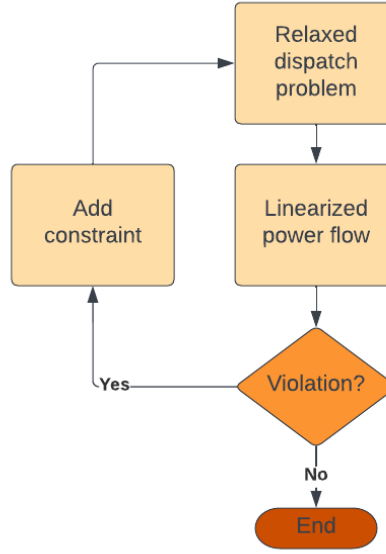 Relaxed
dispatch
problem
Add
constraint
Linearized
power flow
Violation?
Yes
No
End